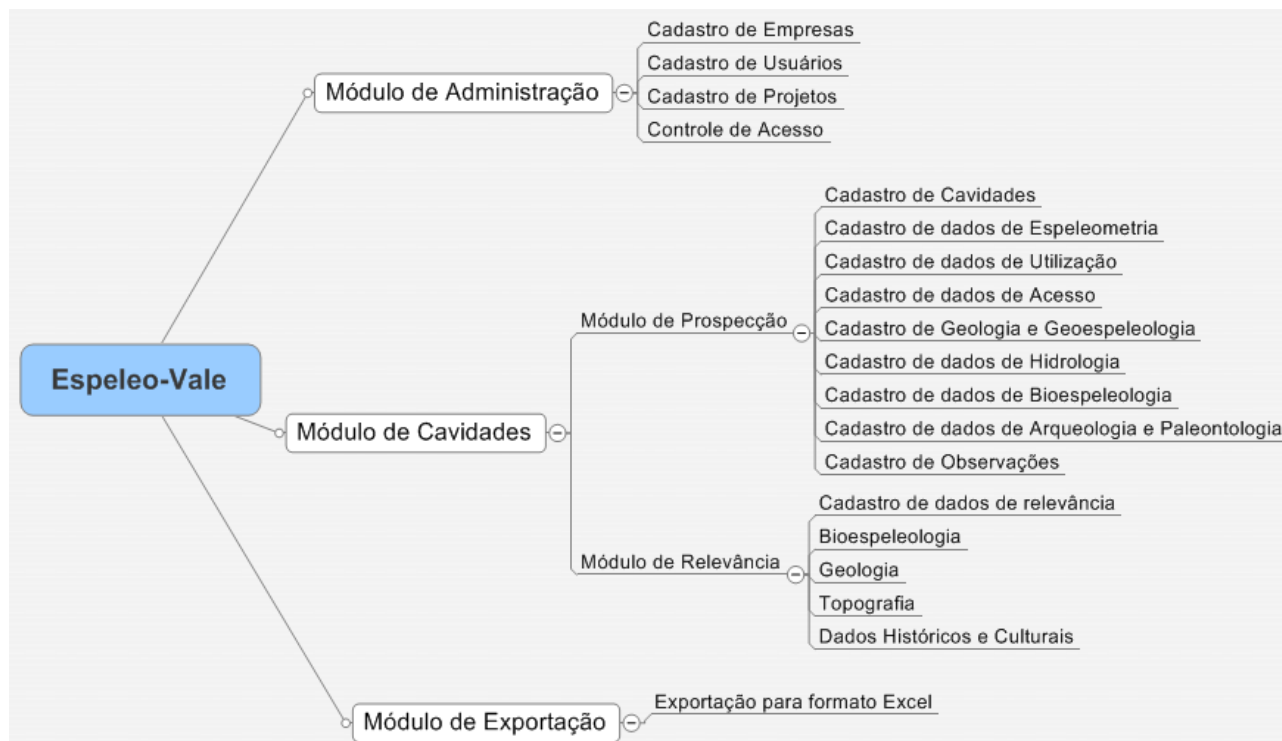 Espeleo-Vale
Módulo de Administração
Cadastro de Empresas
Cadastro de Usuários
Cadastro de Projetos
Controle de Acesso
Módulo de Cavidades
Módulo de Prospecção
Cadastro de Cavidades
Cadastro de dados de Espeleometria
Cadastro de dados de Utilização
Cadastro de dados de Acesso
Cadastro de Geologia e Geoespeleologia
Cadastro de dados de Hidrologia
Cadastro de dados de Bioespeleologia
Cadastro de dados de Arqueologia e Paleontologia
Cadastro de Observações
Módulo de Relevância
Cadastro de dados de relevância
Bioespeleologia
Geologia
Topografia
Dados Históricos e Culturais
Módulo de Exportação
Exportação para formato Excel